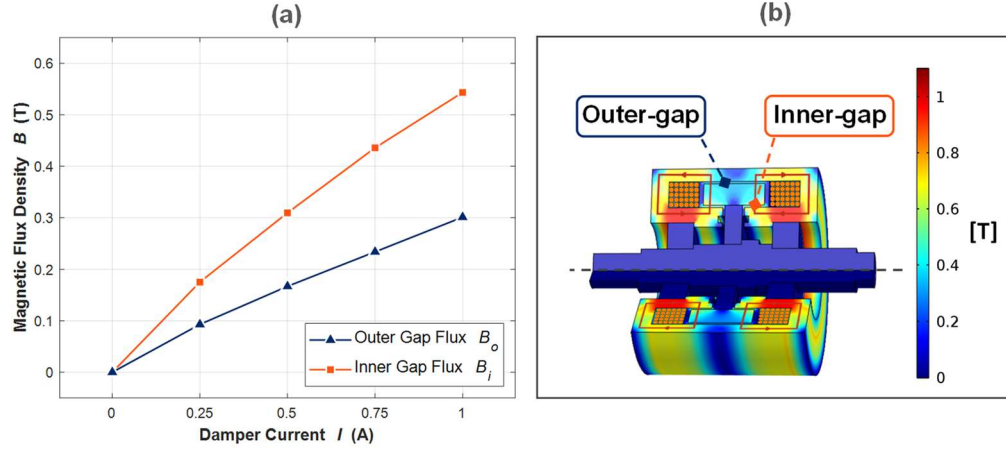 (a)
0.6
0.5
0.4
0.3
0.2
0.1
0
Magnetic Flux Density B (T)
Outer Gap Flux Bo
Inner Gap Flux Bi
0 0.25 0.5 0.75 1
Damper Current I (A)
(b)
Outer-gap
Inner-gap
1
0.8
0.6
0.4
0.2
0
[T]